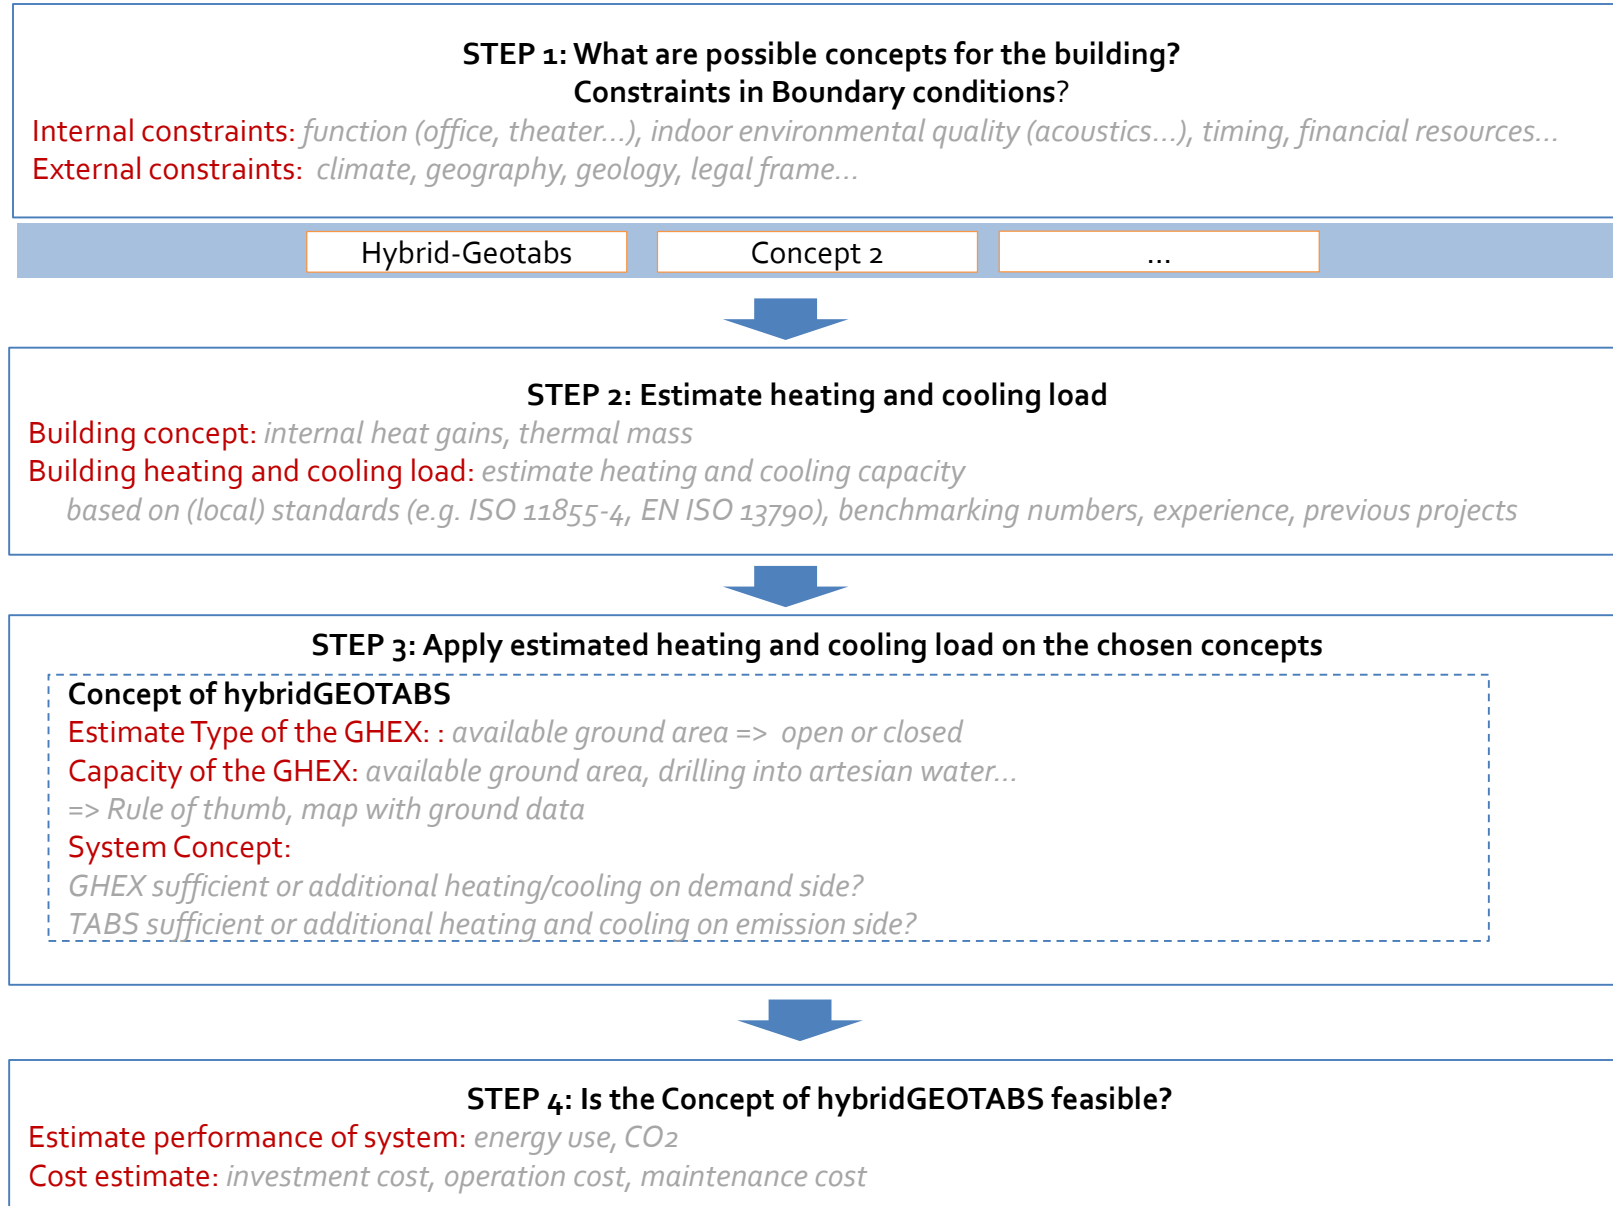 STEP 1: What are possible concepts for the building?
Constraints in Boundary conditions?
Internal constraints: function (office, theater...), indoor environmental quality (acoustics...), timing, financial resources...
External constraints: climate, geography, geology, legal frame...
Hybrid-Geotabs
Concept 2
...
STEP 2: Estimate heating and cooling load
Building concept: internal heat gains, thermal mass
Building heating and cooling load: estimate heating and cooling capacity
based on (local) standards (e.g. ISO 11855-4, EN ISO 13790), benchmarking numbers, experience, previous projects
STEP 3: Apply estimated heating and cooling load on the chosen concepts
Concept of hybridGEOTABS
Estimate Type of the GHEX: : available ground area => open or closed
Capacity of the GHEX: available ground area, drilling into artesian water...
=> Rule of thumb, map with ground data
System Concept:
GHEX sufficient or additional heating/cooling on demand side?
TABS sufficient or additional heating and cooling on emission side?
STEP 4: Is the Concept of hybridGEOTABS feasible?
Estimate performance of system: energy use, CO2
Cost estimate: investment cost, operation cost, maintenance cost